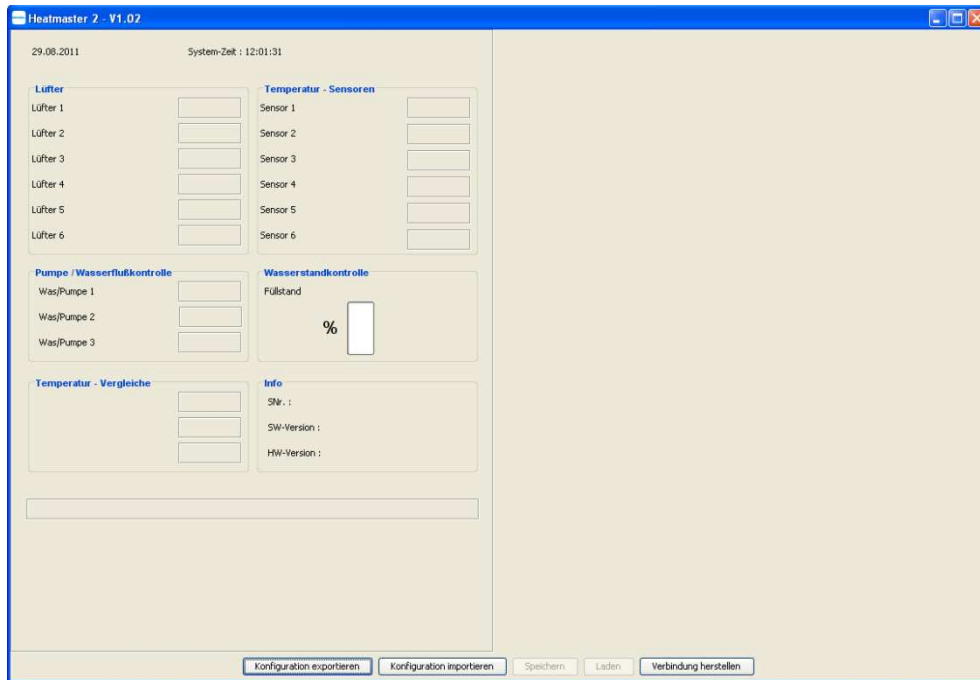 Heatmaster 2 - V1.02
29.08.2011 System-Zeit : 12:01:31
Lüfter
Lüfter 1
Lüfter 2
Lüfter 3
Lüfter 4
Lüfter 5
Lüfter 6
Temperatur - Sensoren
Sensor 1
Sensor 2
Sensor 3
Sensor 4
Sensor 5
Sensor 6
Pumpe / Wasserflußkontrolle
Was/Pumpe 1
Was/Pumpe 2
Was/Pumpe 3
Wasserstandkontrolle
Füllstand
%
Temperatur - Vergleiche
Info
SNr. :
SW-Version :
HW-Version :
Konfiguration exportieren Konfiguration importieren Speichern Laden Verbindung herstellen